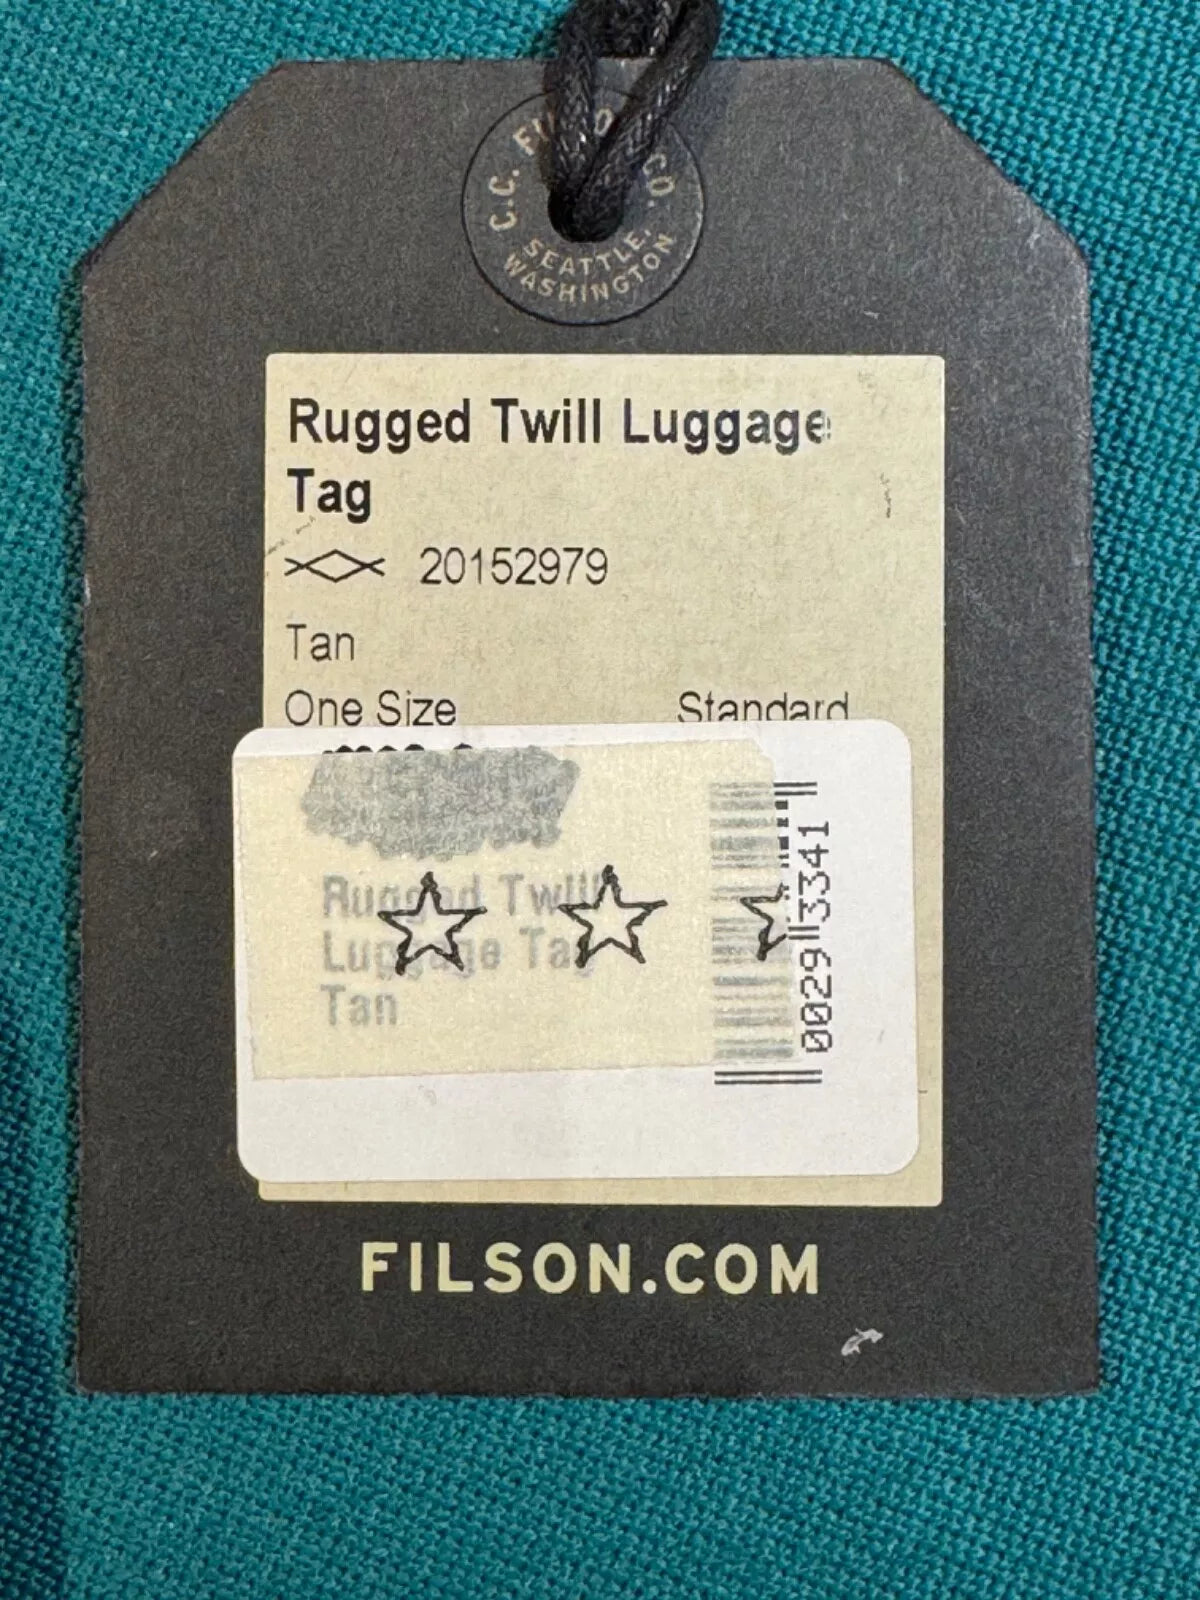 C.C. FILSON CO.
SEATTLE,
WASHINGTON
Rugged Twill Luggage
Tag
20152979
Tan
One Size Standard
Rugged Twill
Luggage Tag
Tan
0029 3341
FILSON.COM